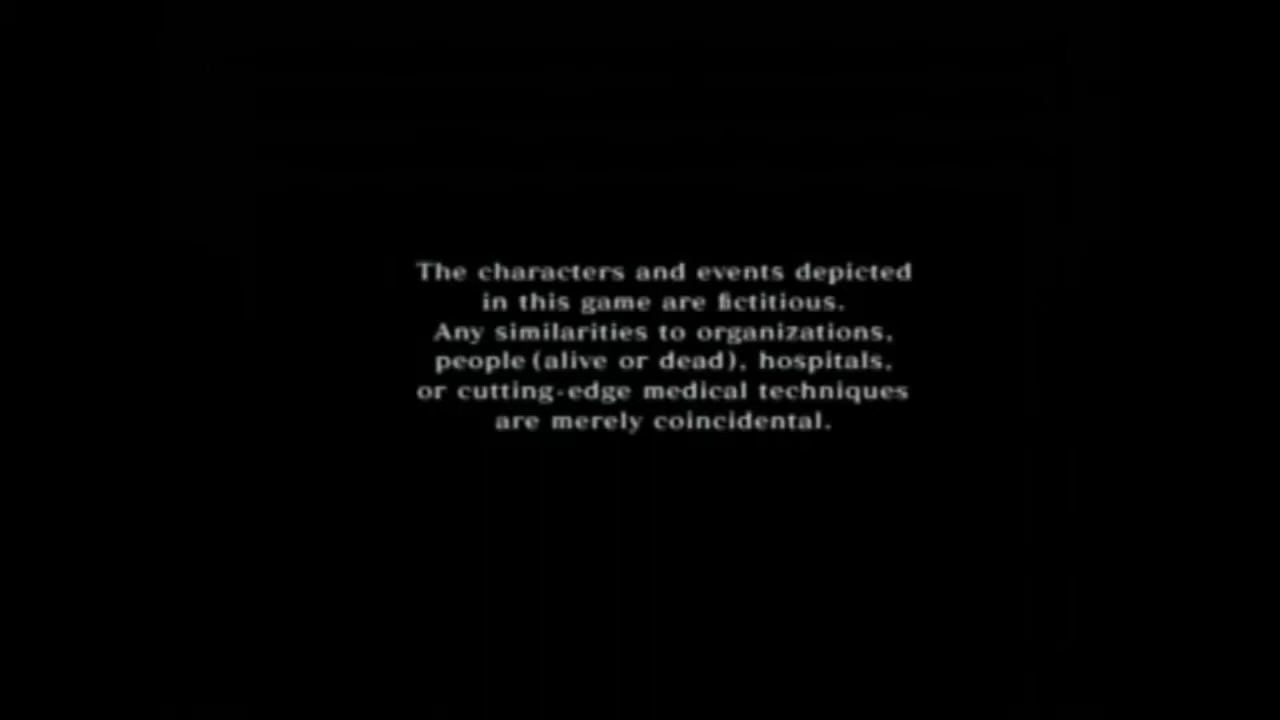 The characters and events depicted
in this game are fictitious.
Any similarities to organizations,
people (alive or dead), hospitals,
or cutting-edge medical techniques
are merely coincidental.